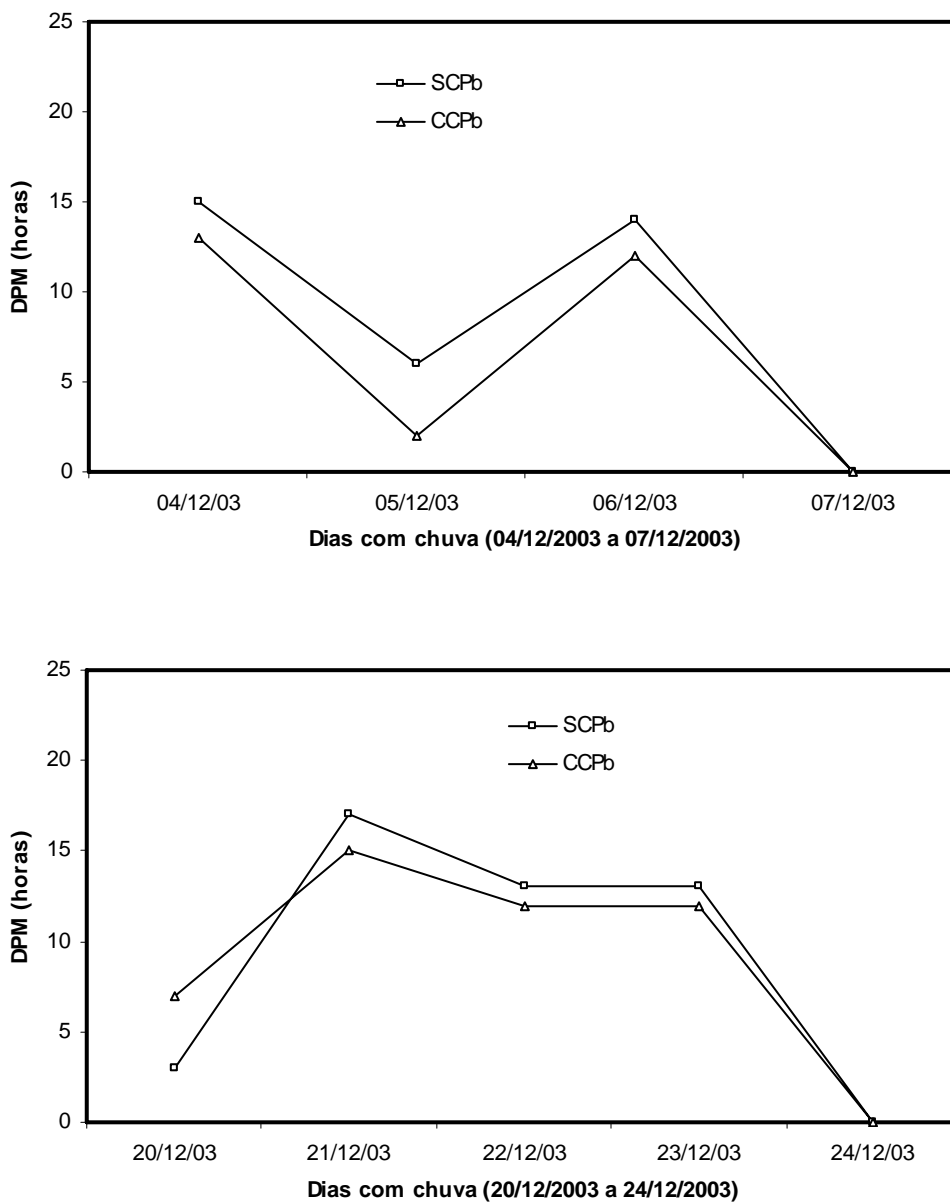 25
20
15
10
5
0
DPM (horas)
SCPb
CCPb
04/12/03 05/12/03 06/12/03 07/12/03
Dias com chuva (04/12/2003 a 07/12/2003)
25
20
15
10
5
0
DPM (horas)
SCPb
CCPb
20/12/03 21/12/03 22/12/03 23/12/03 24/12/03
Dias com chuva (20/12/2003 a 24/12/2003)